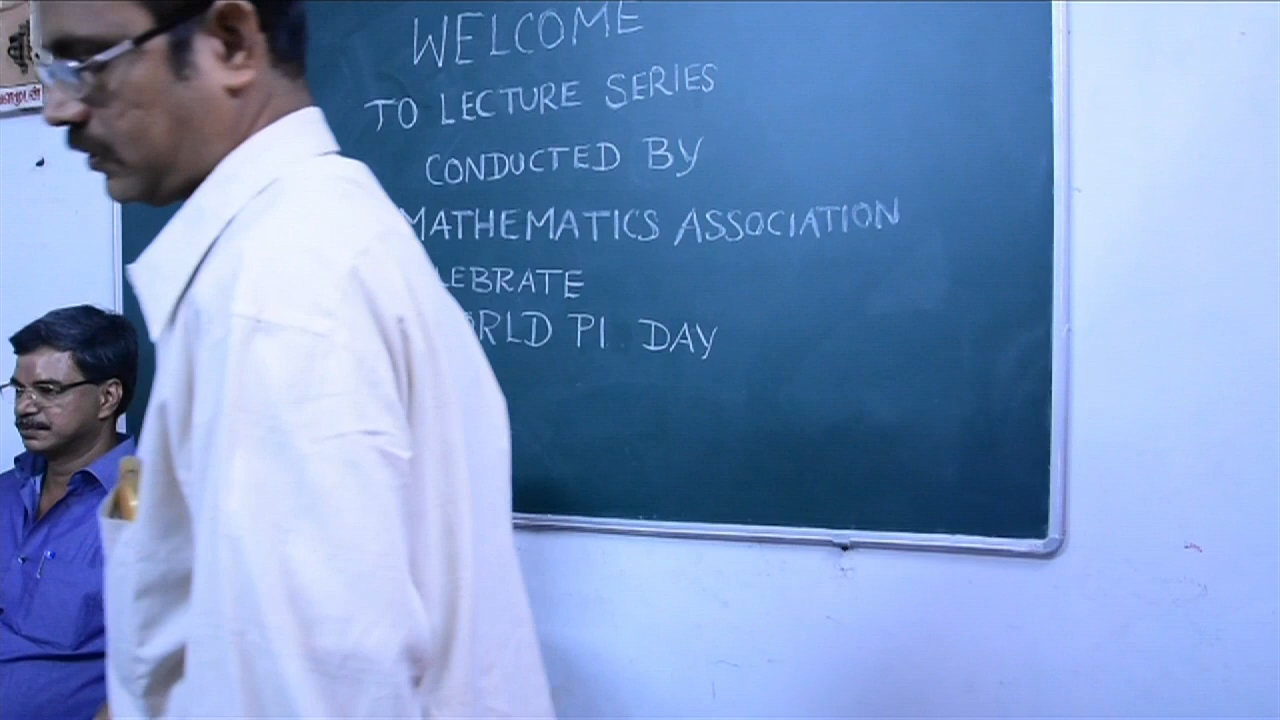 WELCOME
TO LECTURE SERIES
CONDUCTED BY
MATHEMATICS ASSOCIATION
LEBRATE
RLD PI DAY